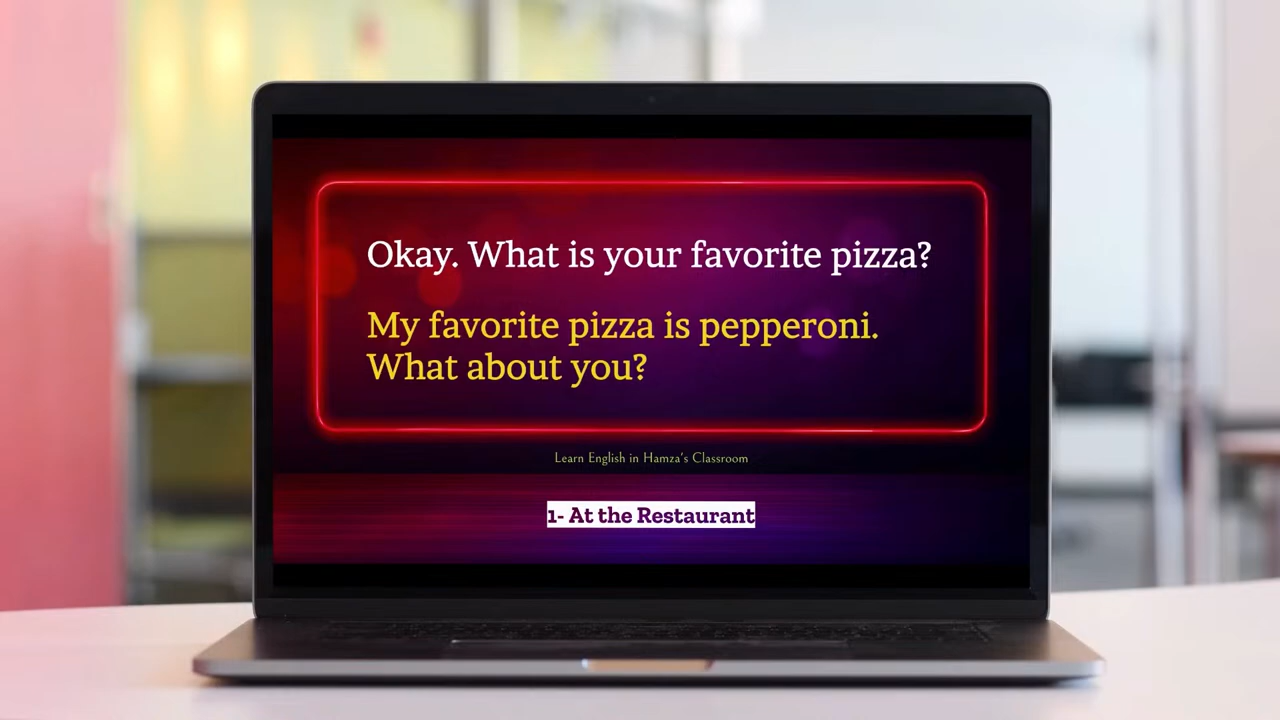 Okay. What is your favorite pizza?
My favorite pizza is pepperoni.
What about you?
Learn English in Hamza's Classroom
1- At the Restaurant